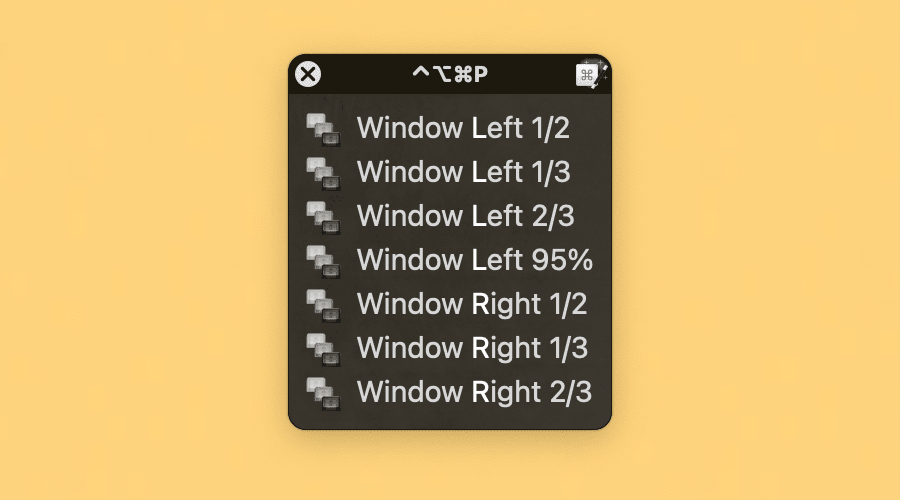 ⌃⌥⌘P
Window Left 1/2
Window Left 1/3
Window Left 2/3
Window Left 95%
Window Right 1/2
Window Right 1/3
Window Right 2/3